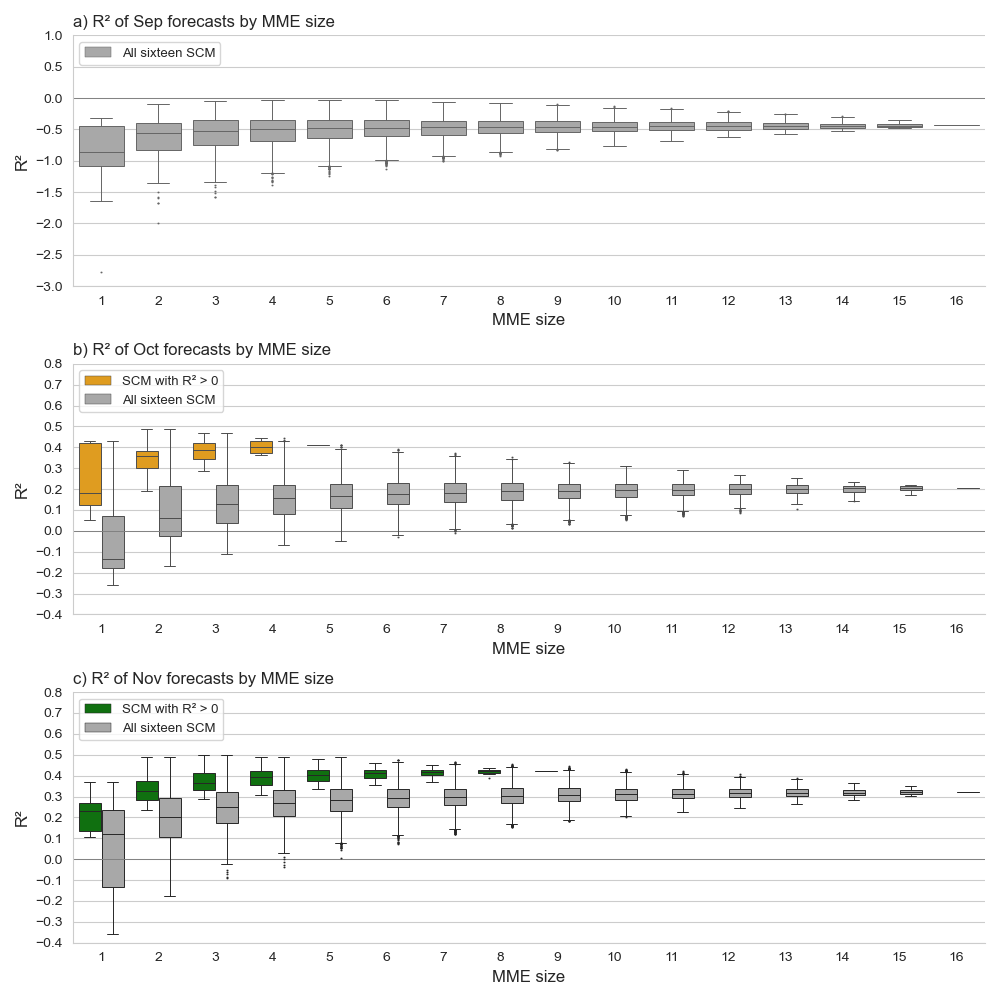 a) R² of Sep forecasts by MME size
1.0
0.5
0.0
−0.5
−1.0
−1.5
−2.0
−2.5
−3.0
R²
All sixteen SCM
1 2 3 4 5 6 7 8 9 10 11 12 13 14 15 16
MME size
b) R² of Oct forecasts by MME size
0.8
0.7
0.6
0.5
0.4
0.3
0.2
0.1
0.0
−0.1
−0.2
−0.3
−0.4
R²
SCM with R² > 0
All sixteen SCM
1 2 3 4 5 6 7 8 9 10 11 12 13 14 15 16
MME size
c) R² of Nov forecasts by MME size
0.8
0.7
0.6
0.5
0.4
0.3
0.2
0.1
0.0
−0.1
−0.2
−0.3
−0.4
R²
SCM with R² > 0
All sixteen SCM
1 2 3 4 5 6 7 8 9 10 11 12 13 14 15 16
MME size